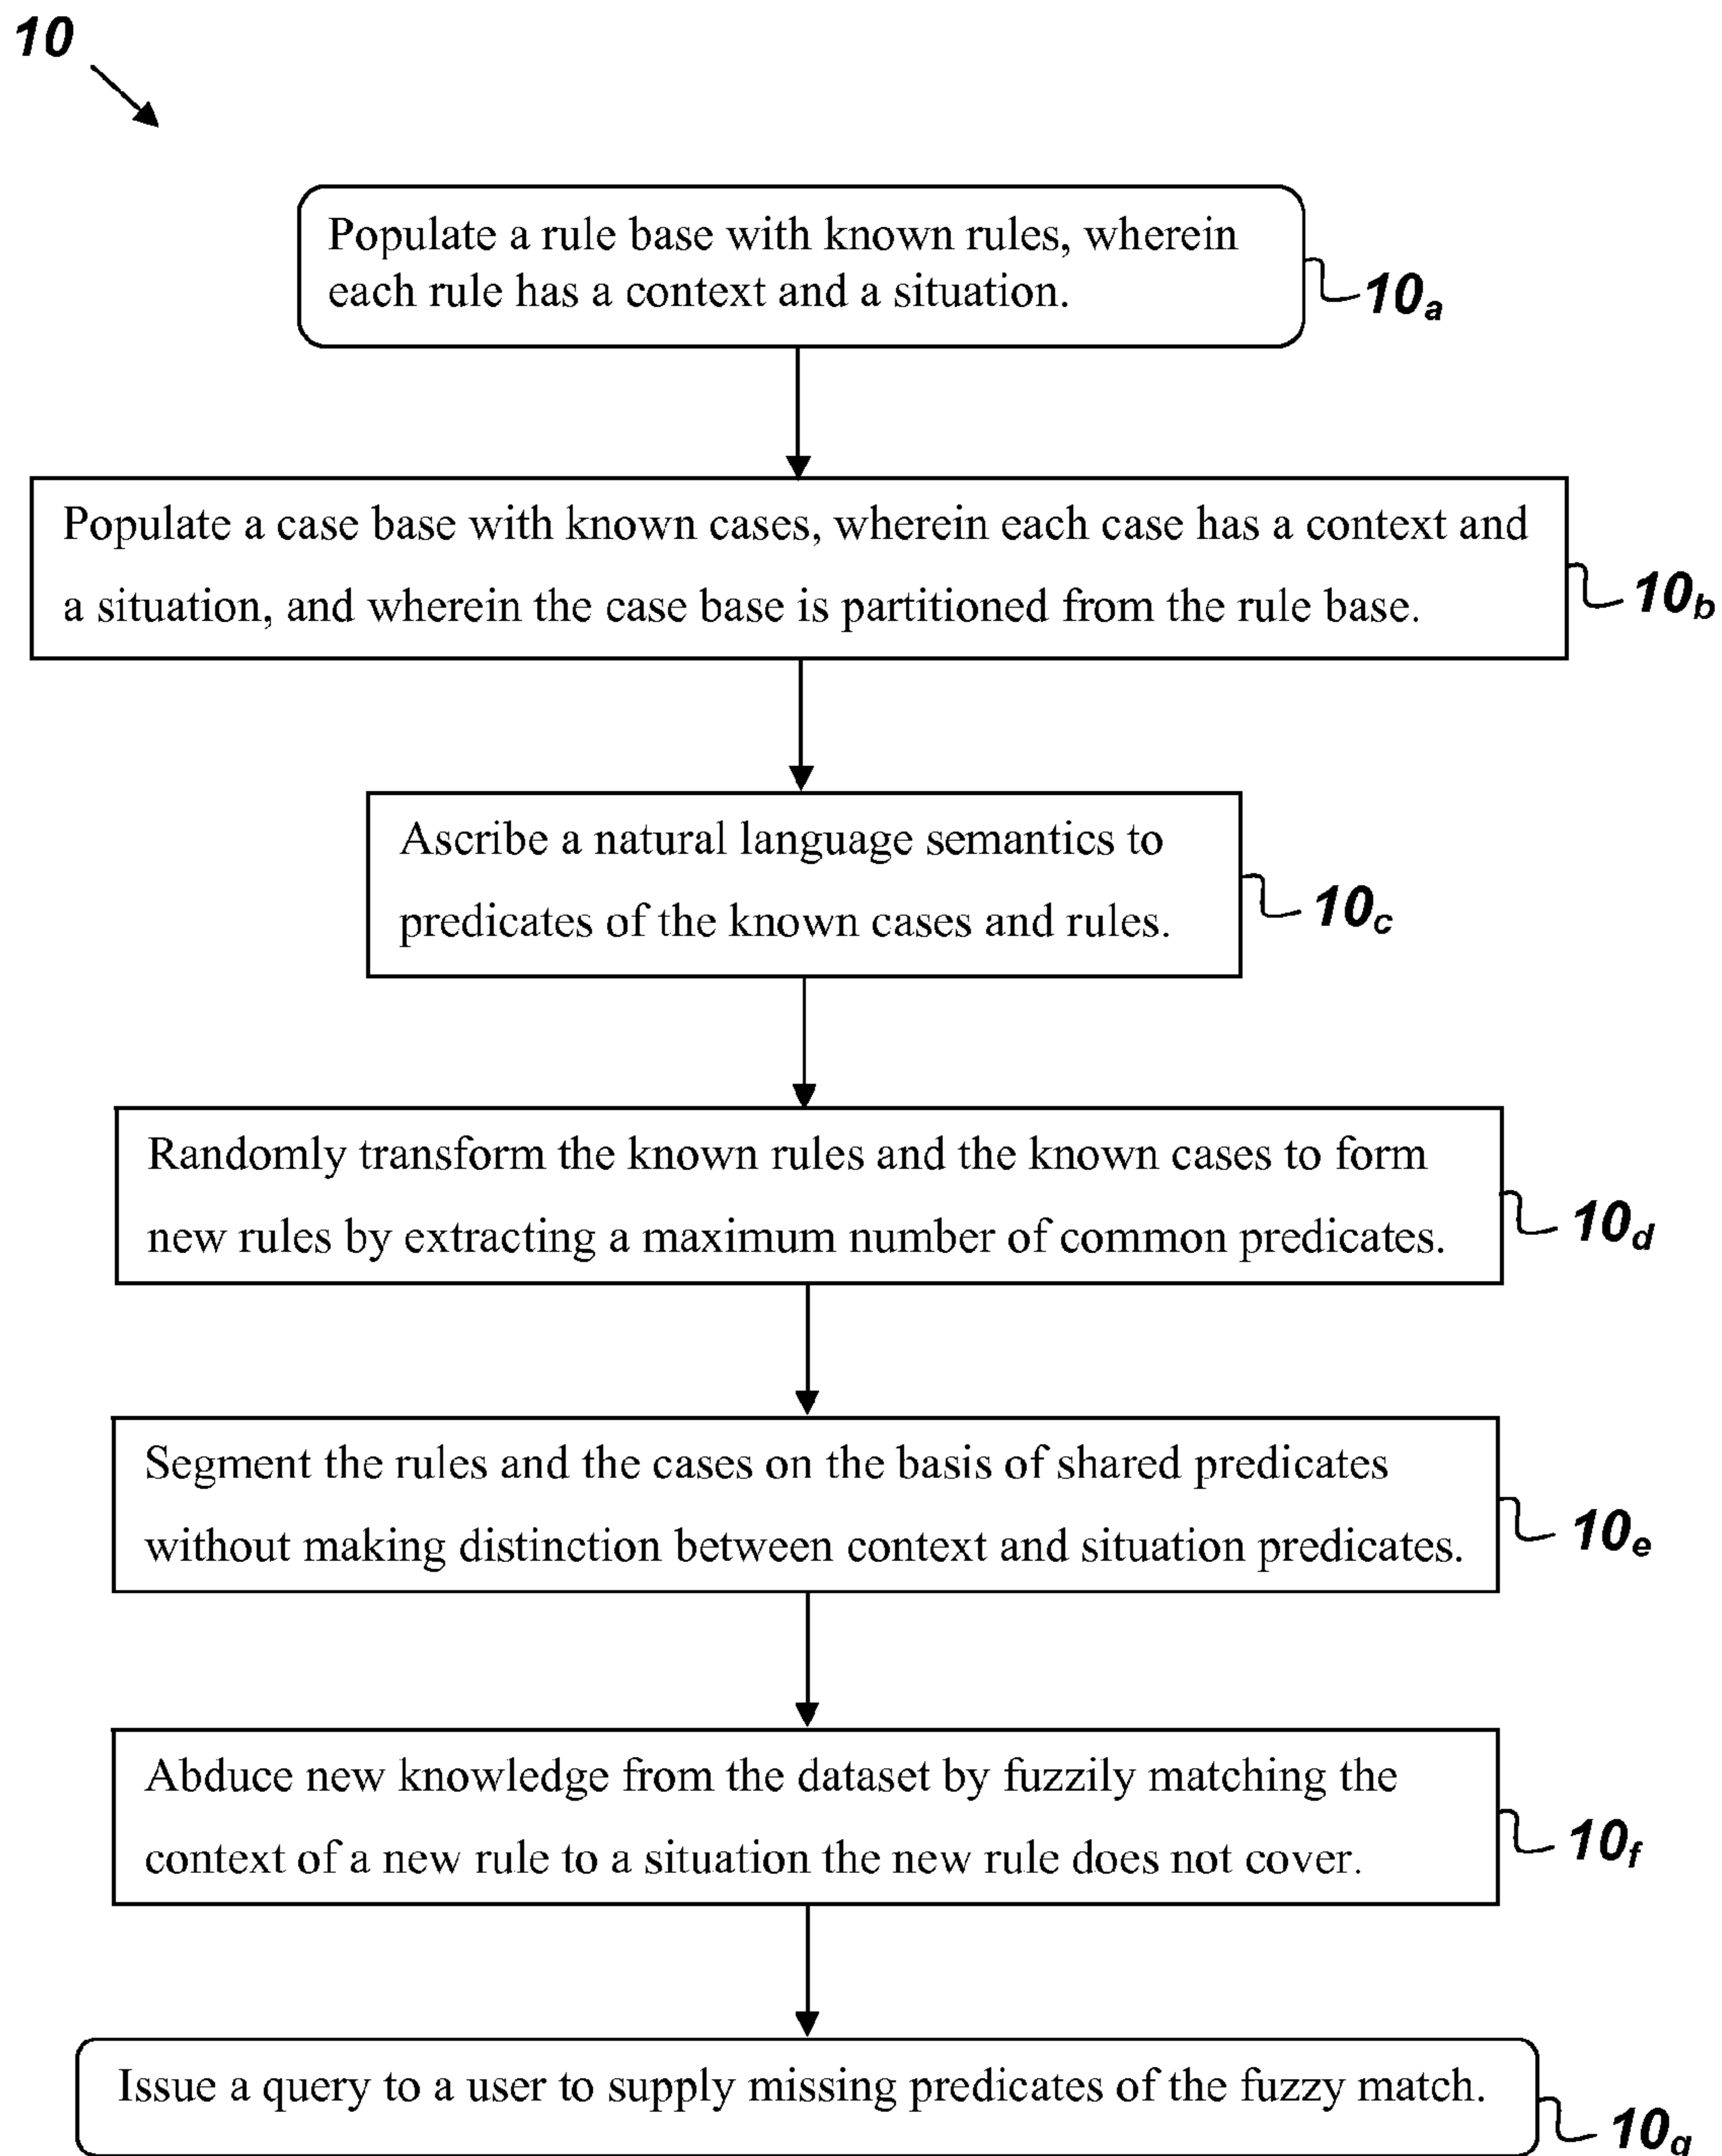 10
Populate a rule base with known rules, wherein
each rule has a context and a situation.
10a
Populate a case base with known cases, wherein each case has a context and
a situation, and wherein the case base is partitioned from the rule base.
10b
Ascribe a natural language semantics to
predicates of the known cases and rules.
10c
Randomly transform the known rules and the known cases to form
new rules by extracting a maximum number of common predicates.
10d
Segment the rules and the cases on the basis of shared predicates
without making distinction between context and situation predicates.
10e
Abduce new knowledge from the dataset by fuzzily matching the
context of a new rule to a situation the new rule does not cover.
10f
Issue a query to a user to supply missing predicates of the fuzzy match.
10g